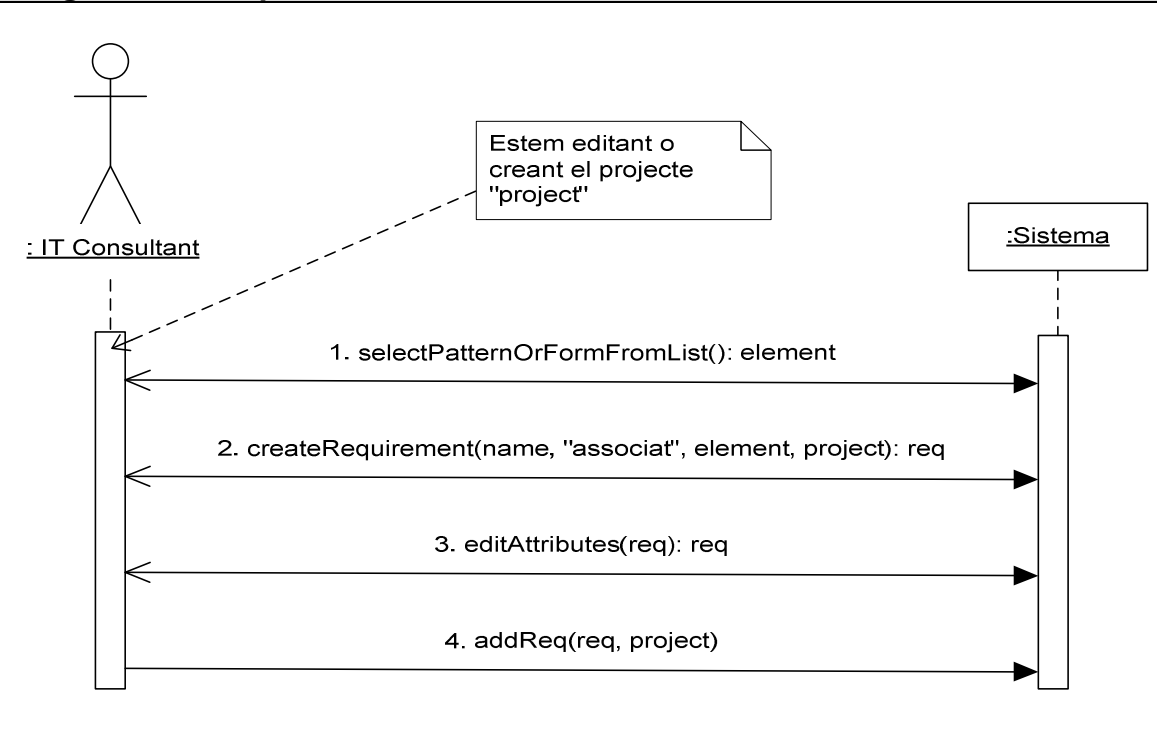 Estem editant o
creant el projecte
"project"
: IT Consultant
:Sistema
1. selectPatternOrFormFromList(): element
2. createRequirement(name, "associat", element, project): req
3. editAttributes(req): req
4. addReq(req, project)